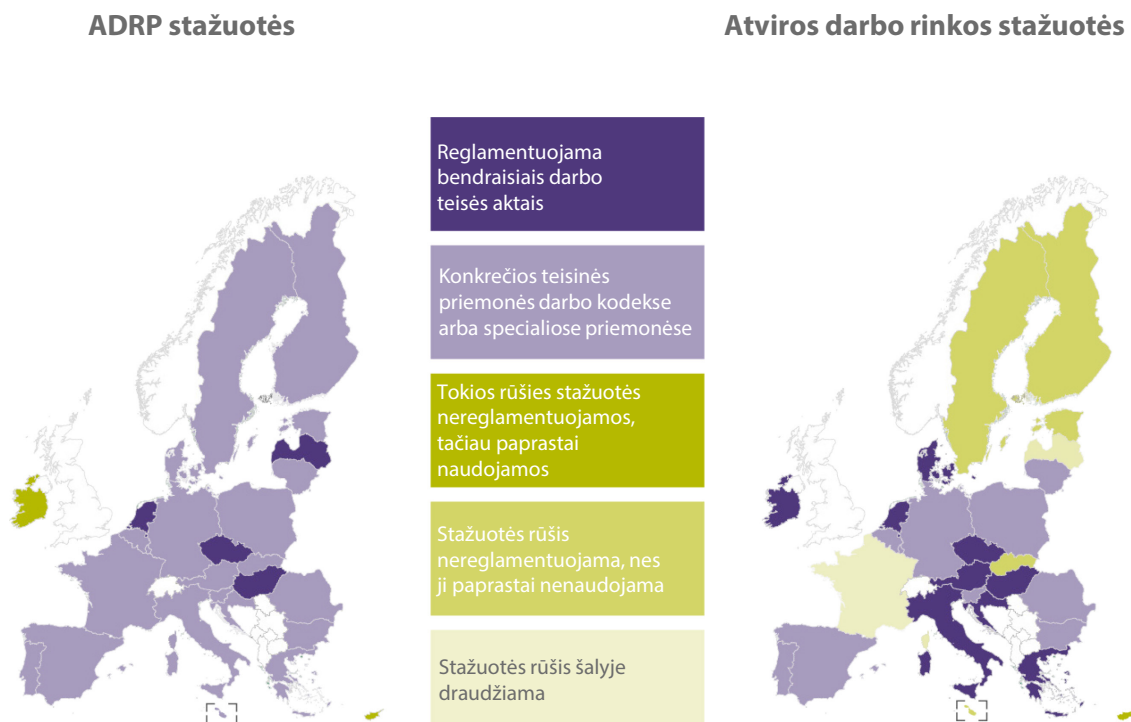 ADRP stažuotės
Atviros darbo rinkos stažuotės
Reglamentuojama
bendraisiais darbo
teisės aktais
Konkrečios teisinės
priemonės darbo kodekse
arba specialiose priemonėse
Tokios rūšies stažuotės
nereglamentuojamos,
tačiau paprastai
naudojamos
Stažuotės rūšis
nereglamentuojama, nes
ji paprastai nenaudojama
Stažuotės rūšis šalyje
draudžiama